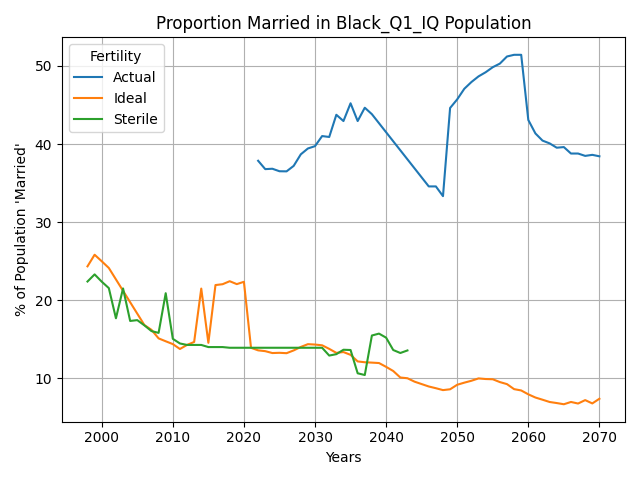 Proportion Married in Black_Q1_IQ Population
Fertility
Actual
Ideal
Sterile
% of Population 'Married'
50
40
30
20
10
2000 2010 2020 2030 2040 2050 2060 2070
Years